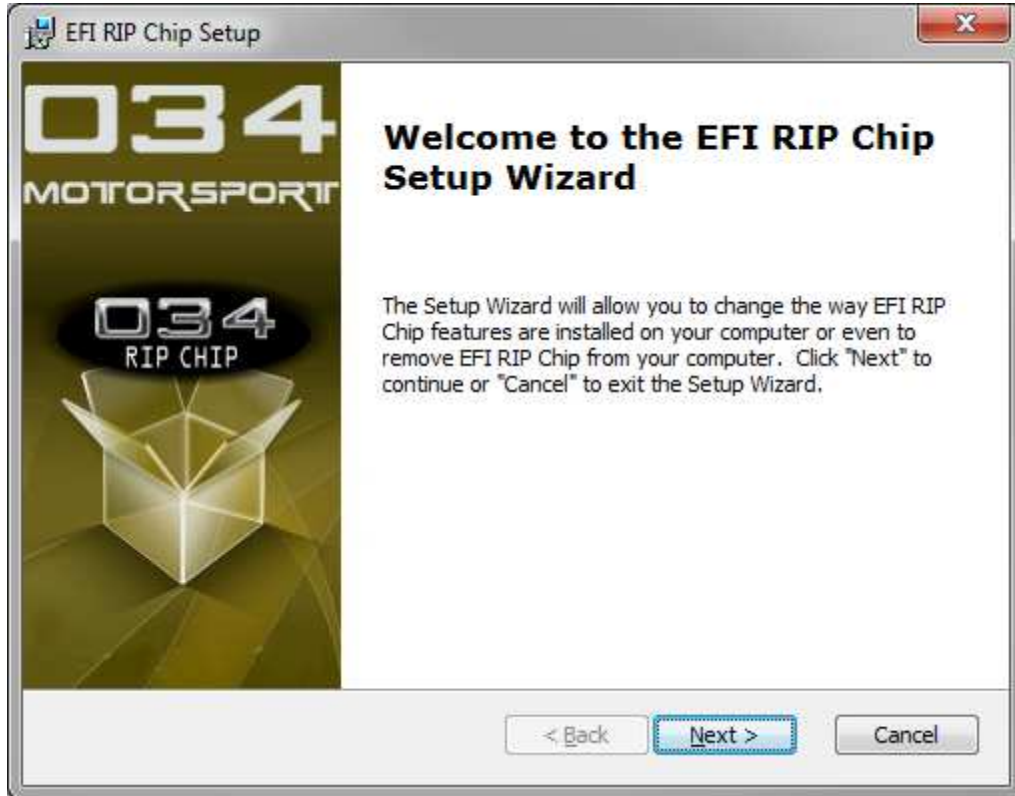 EFI RIP Chip Setup
034
MOTORSPORT
034
RIP CHIP
Welcome to the EFI RIP Chip
Setup Wizard
The Setup Wizard will allow you to change the way EFI RIP
Chip features are installed on your computer or even to
remove EFI RIP Chip from your computer.  Click "Next" to
continue or "Cancel" to exit the Setup Wizard.
< Back
Next >
Cancel